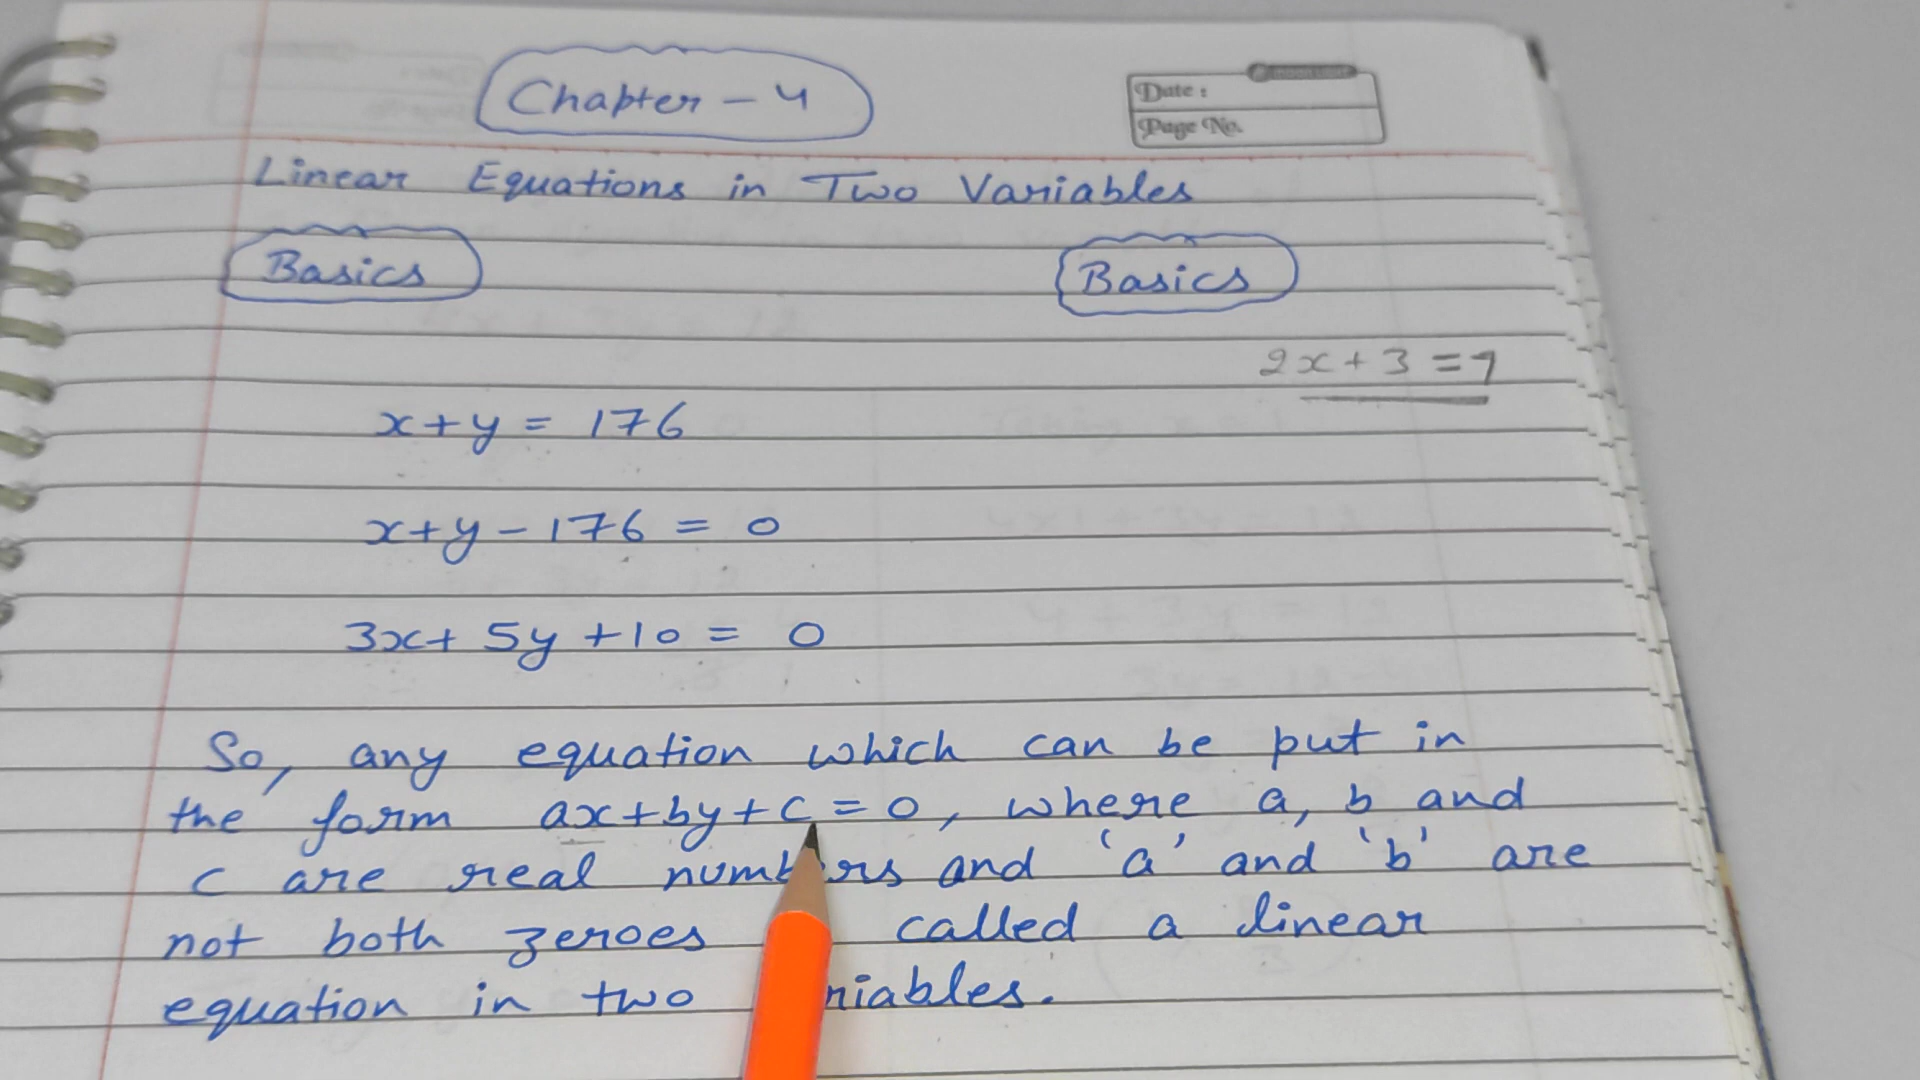 Chapter - 4
Date :
Page No.
Linear Equations in Two Variables
Basics Basics
2x + 3 = 7
x + y = 176
x + y - 176 = 0
3x + 5y + 10 = 0
So, any equation which can be put in
the form ax + by + c = 0, where a, b and
c are real numbers and 'a' and 'b' are
not both zeroes called a linear
equation in two riables.